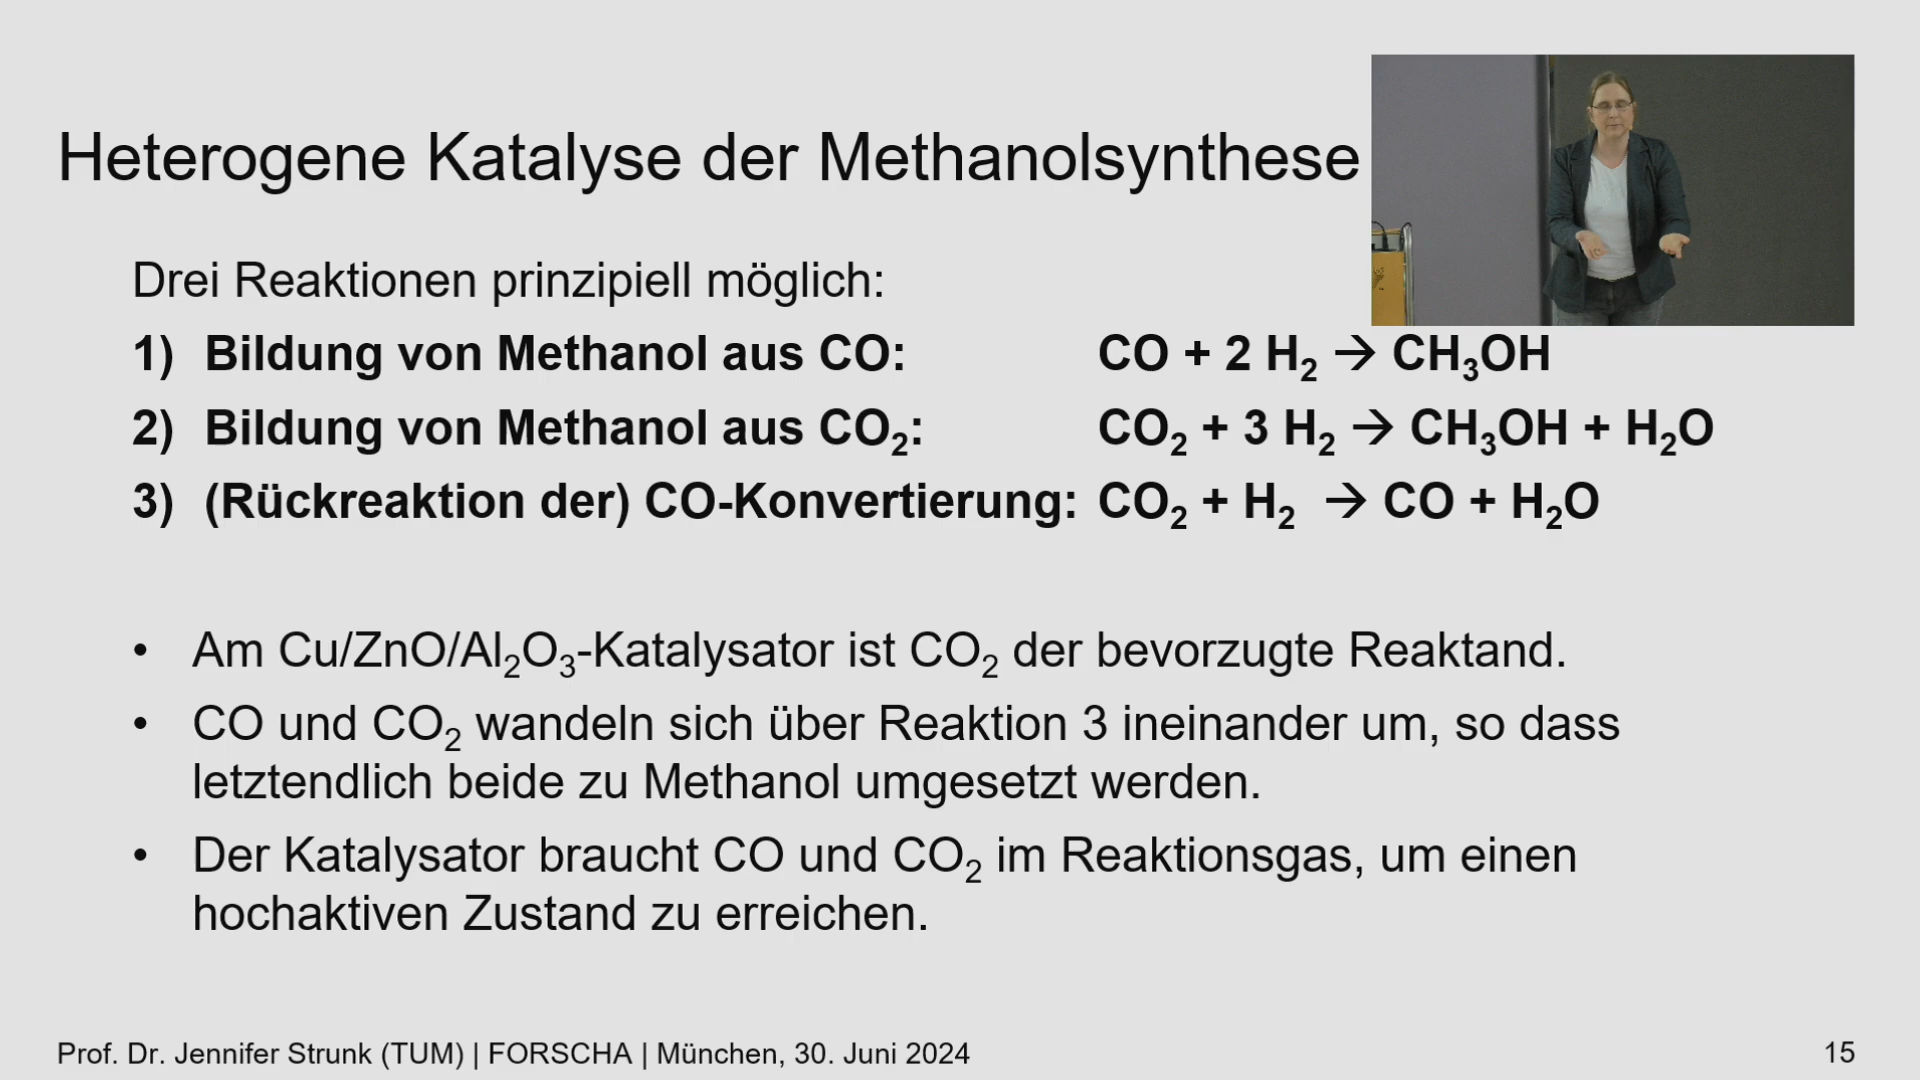 Heterogene Katalyse der Methanolsynthese
Drei Reaktionen prinzipiell möglich:
1) Bildung von Methanol aus CO: CO + 2 H₂ → CH₃OH
2) Bildung von Methanol aus CO₂: CO₂ + 3 H₂ → CH₃OH + H₂O
3) (Rückreaktion der) CO-Konvertierung: CO₂ + H₂ → CO + H₂O
• Am Cu/ZnO/Al₂O₃-Katalysator ist CO₂ der bevorzugte Reaktand.
• CO und CO₂ wandeln sich über Reaktion 3 ineinander um, so dass
letztendlich beide zu Methanol umgesetzt werden.
• Der Katalysator braucht CO und CO₂ im Reaktionsgas, um einen
hochaktiven Zustand zu erreichen.
Prof. Dr. Jennifer Strunk (TUM) | FORSCHA | München, 30. Juni 2024
15